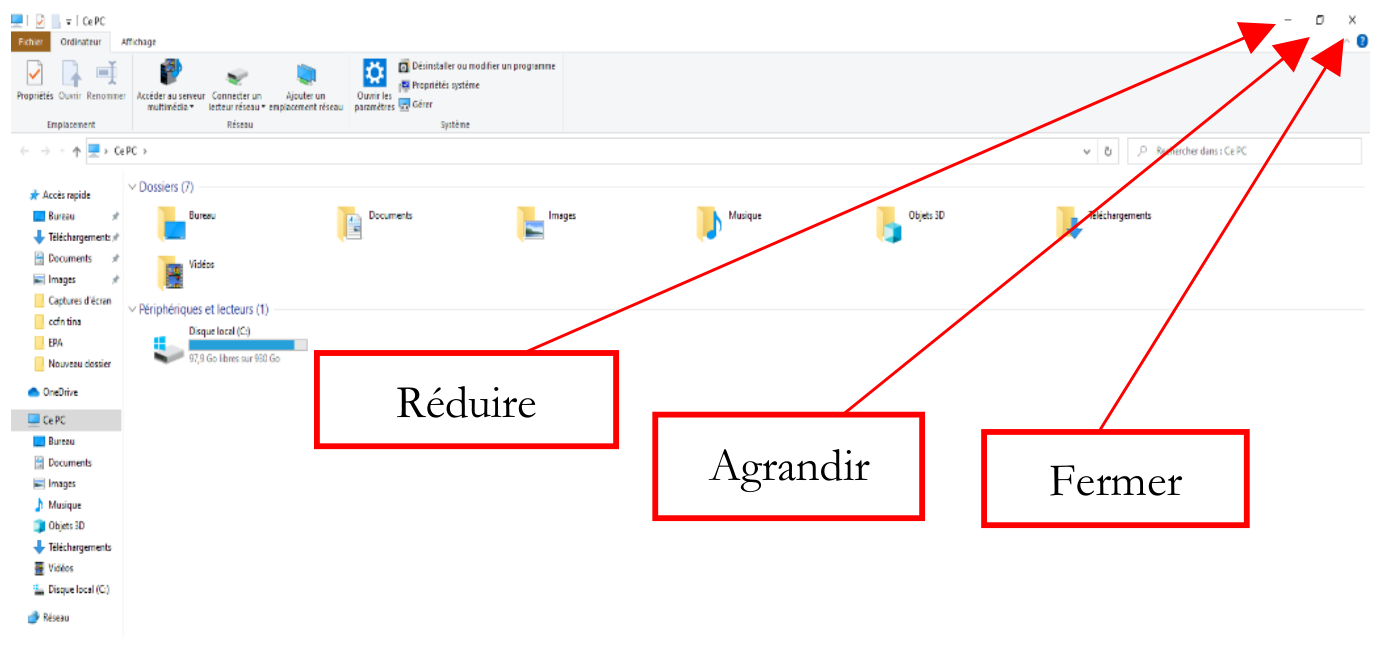 Ce PC
Fichier Ordinateur Affichage
Propriétés Ouvrir Renommer
Emplacement
Accéder au serveur multimédia
Connecter un lecteur réseau
Ajouter un emplacement réseau
Réseau
Ouvrir les paramètres
Désinstaller ou modifier un programme
Propriétés système
Gérer
Système
Ce PC
Rechercher dans : Ce PC
Accès rapide
Bureau
Téléchargements
Documents
Images
Captures d'écran
ccfn tina
EPA
Nouveau dossier
OneDrive
Ce PC
Bureau
Documents
Images
Musique
Objets 3D
Téléchargements
Vidéos
Disque local (C:)
Réseau
Dossiers (7)
Bureau
Documents
Images
Musique
Objets 3D
Téléchargements
Vidéos
Périphériques et lecteurs (1)
Disque local (C:)
97,9 Go libres sur 930 Go
Réduire
Agrandir
Fermer